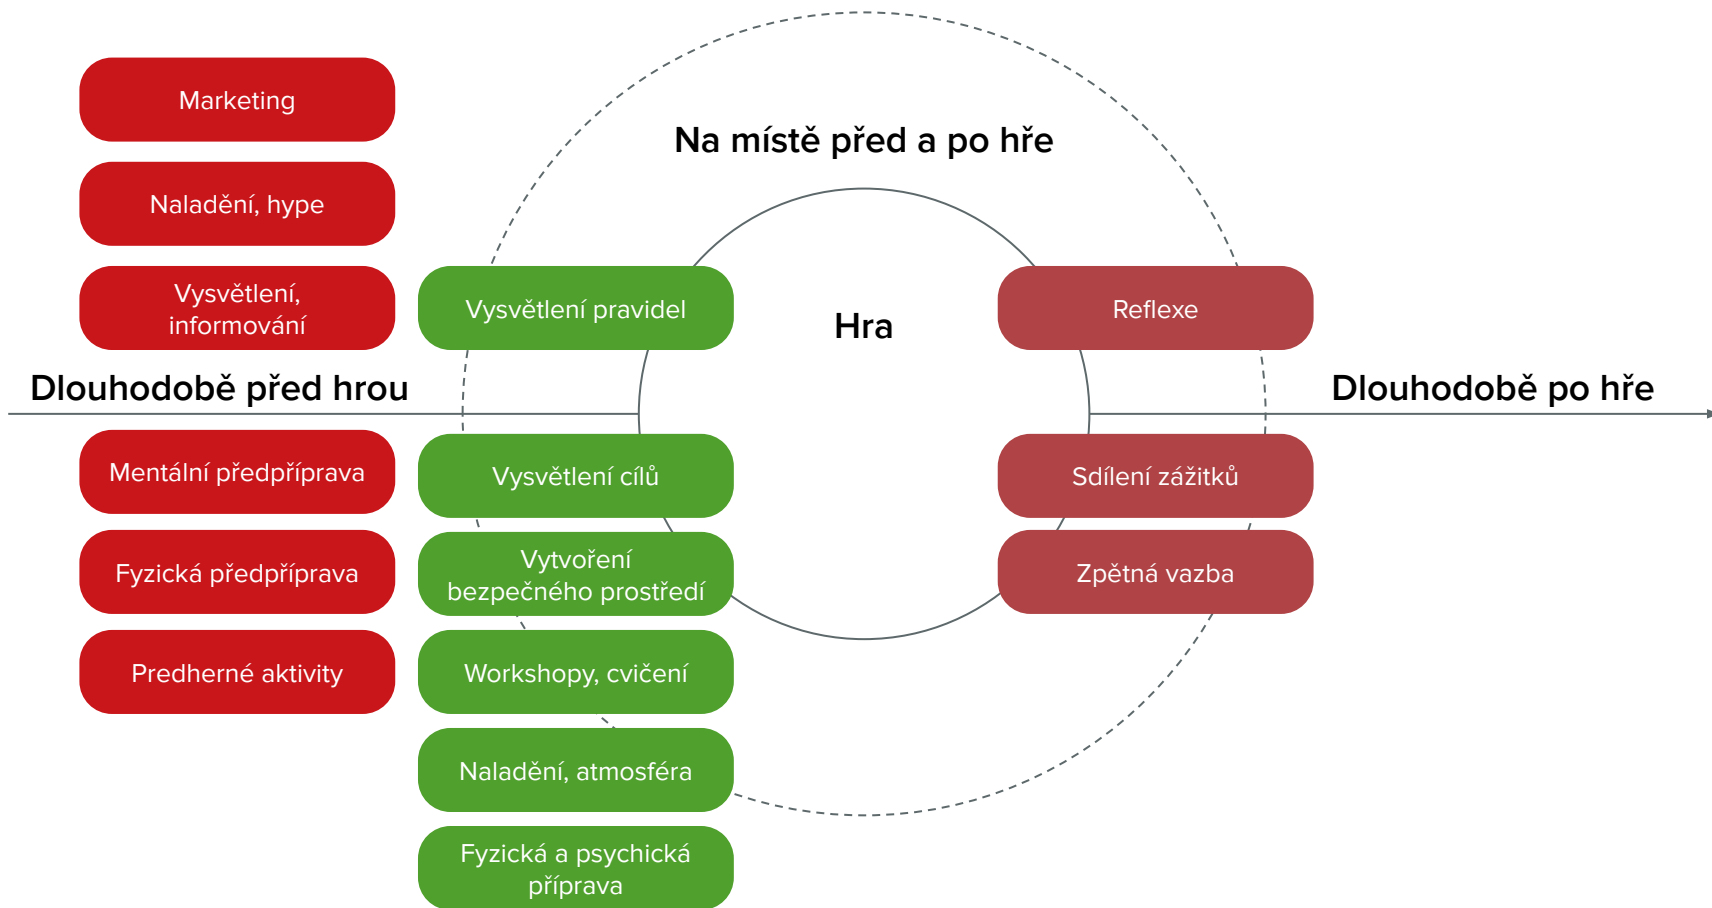 Marketing
Naladění, hype
Vysvětlení,
informování
Dlouhodobě před hrou
Mentální předpříprava
Fyzická předpříprava
Predherné aktivity
Vysvětlení pravidel
Vysvětlení cílů
Vytvoření
bezpečného prostředí
Workshopy, cvičení
Naladění, atmosféra
Fyzická a psychická
příprava
Na místě před a po hře
Hra
Reflexe
Sdílení zážitků
Zpětná vazba
Dlouhodobě po hře